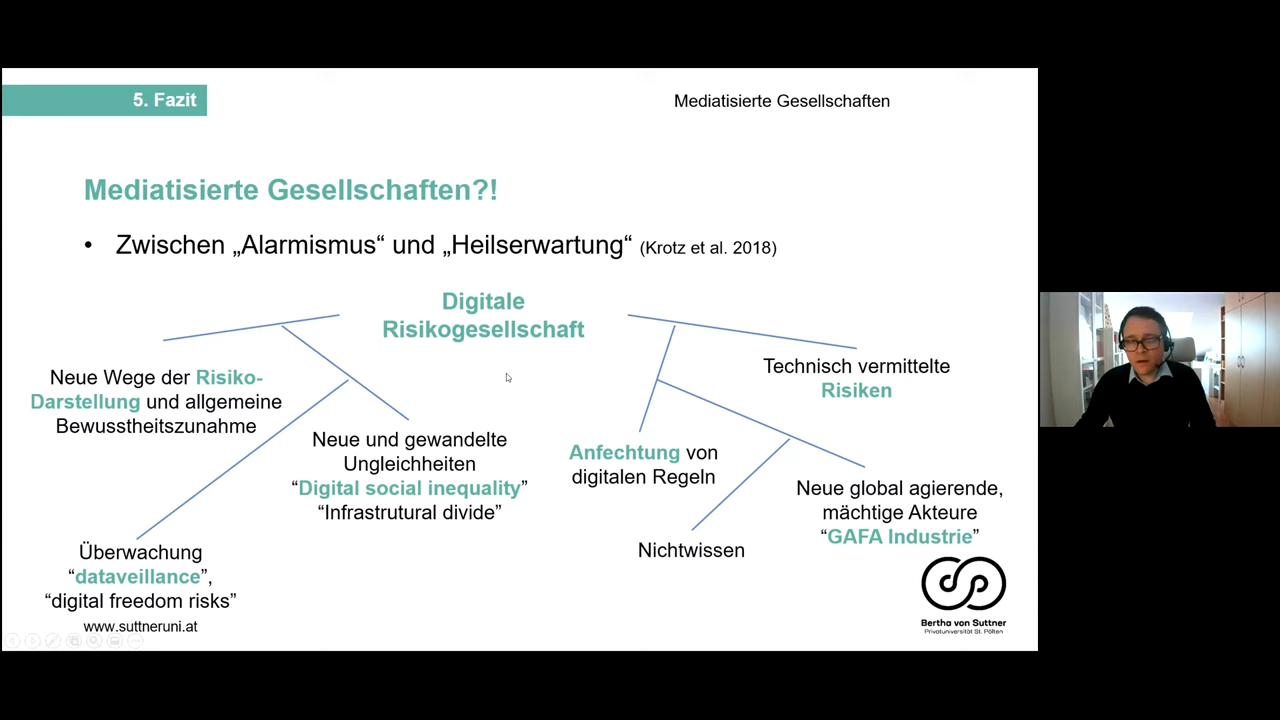 5. Fazit
Mediatisierte Gesellschaften
Mediatisierte Gesellschaften?!
• Zwischen „Alarmismus“ und „Heilserwartung“ (Krotz et al. 2018)
Digitale
Risikogesellschaft
Neue Wege der Risiko-
Darstellung und allgemeine
Bewusstheitszunahme
Neue und gewandelte
Ungleichheiten
“Digital social inequality”
“Infrastrutural divide”
Überwachung
“dataveillance”,
“digital freedom risks”
Anfechtung von
digitalen Regeln
Technisch vermittelte
Risiken
Nichtwissen
Neue global agierende,
mächtige Akteure
“GAFA Industrie”
www.suttneruni.at
Bertha von Suttner
Privatuniversität St. Pölten